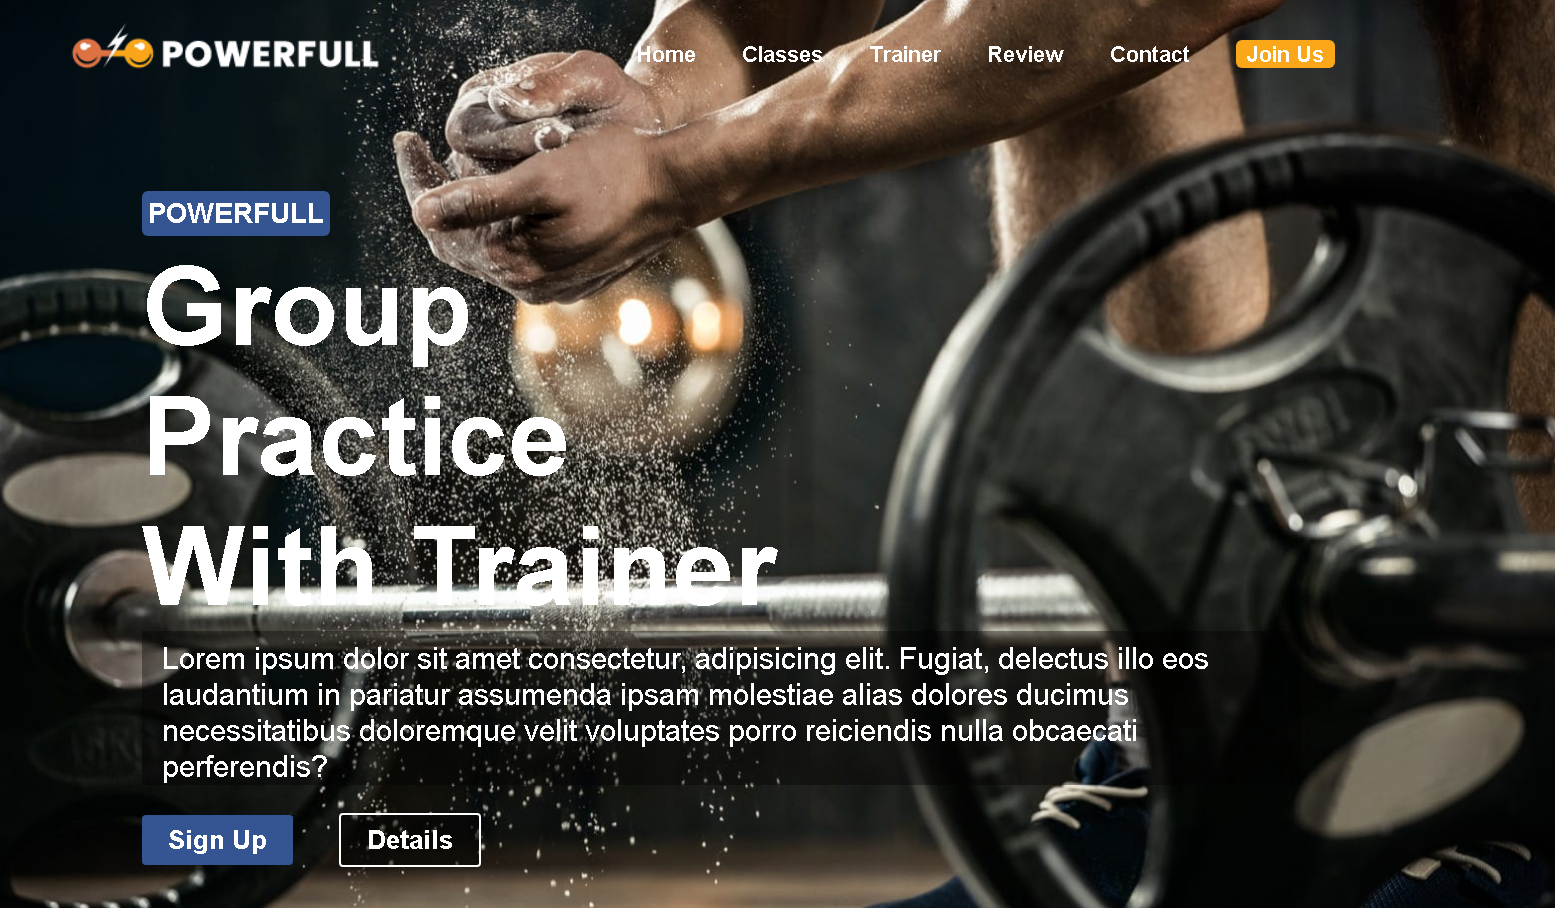 POWERFULL
Home Classes Trainer Review Contact Join Us
POWERFULL
Group
Practice
With Trainer
Lorem ipsum dolor sit amet consectetur, adipisicing elit. Fugiat, delectus illo eos
laudantium in pariatur assumenda ipsam molestiae alias dolores ducimus
necessitatibus doloremque velit voluptates porro reiciendis nulla obcaecati
perferendis?
Sign Up Details